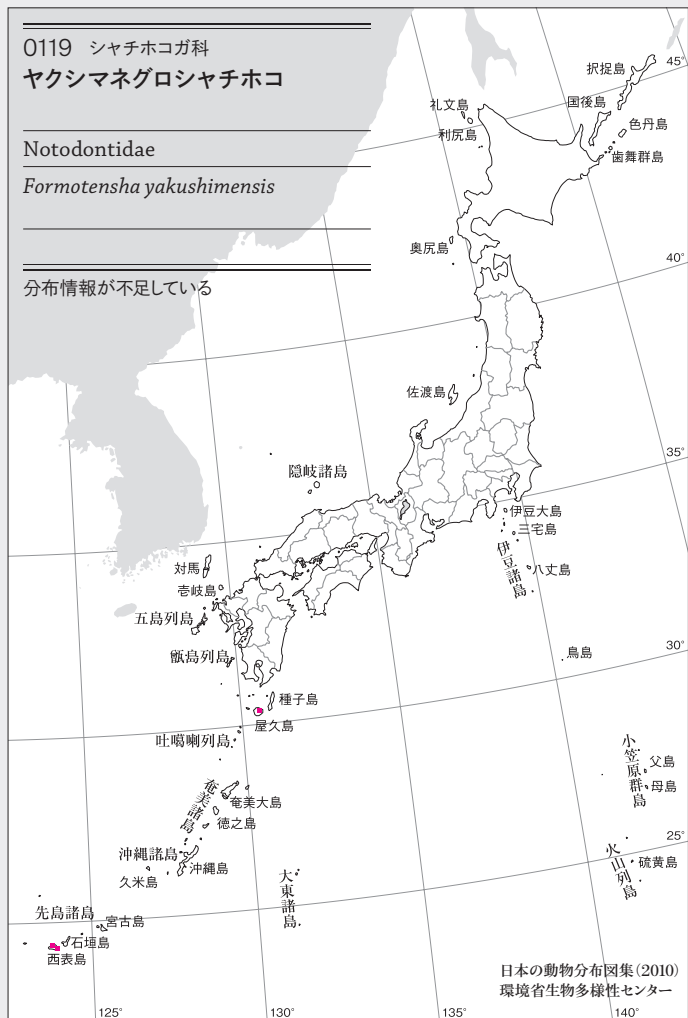 0119 シャチホコガ科
ヤクシマネグロシャチホコ
Notodontidae
Formotensha yakushimensis
分布情報が不足している
択捉島
45°
礼文島
国後島
色丹島
利尻島
歯舞群島
奥尻島
40°
佐渡島
35°
隠岐諸島
伊豆大島
三宅島
伊豆諸島
八丈島
対馬
壱岐島
五島列島
甑島列島
鳥島
30°
種子島
屋久島
吐噶喇列島
小笠原群島
父島
母島
奄美諸島
奄美大島
徳之島
25°
沖縄諸島
沖縄島
久米島
大東諸島
火山列島
硫黄島
先島諸島
宮古島
石垣島
西表島
日本の動物分布図集(2010)
環境省生物多様性センター
125°
130°
135°
140°